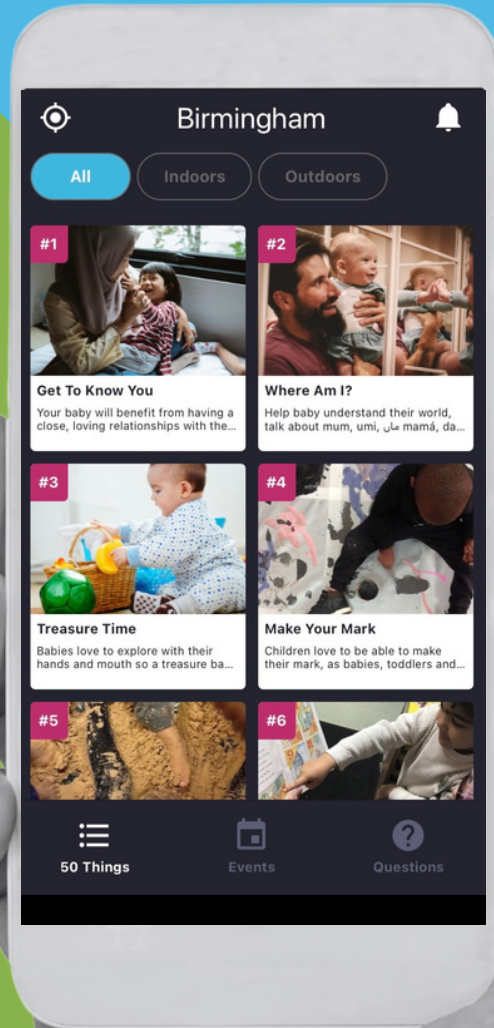 Birmingham
All
Indoors
Outdoors
#1
#2
Get To Know You
Your baby will benefit from having a
close, loving relationships with the...
Where Am I?
Help baby understand their world,
talk about mum, umi, ماں mamá, da...
#3
#4
Treasure Time
Babies love to explore with their
hands and mouth so a treasure ba...
Make Your Mark
Children love to be able to make
their mark, as babies, toddlers and...
#5
#6
50 Things
Events
Questions